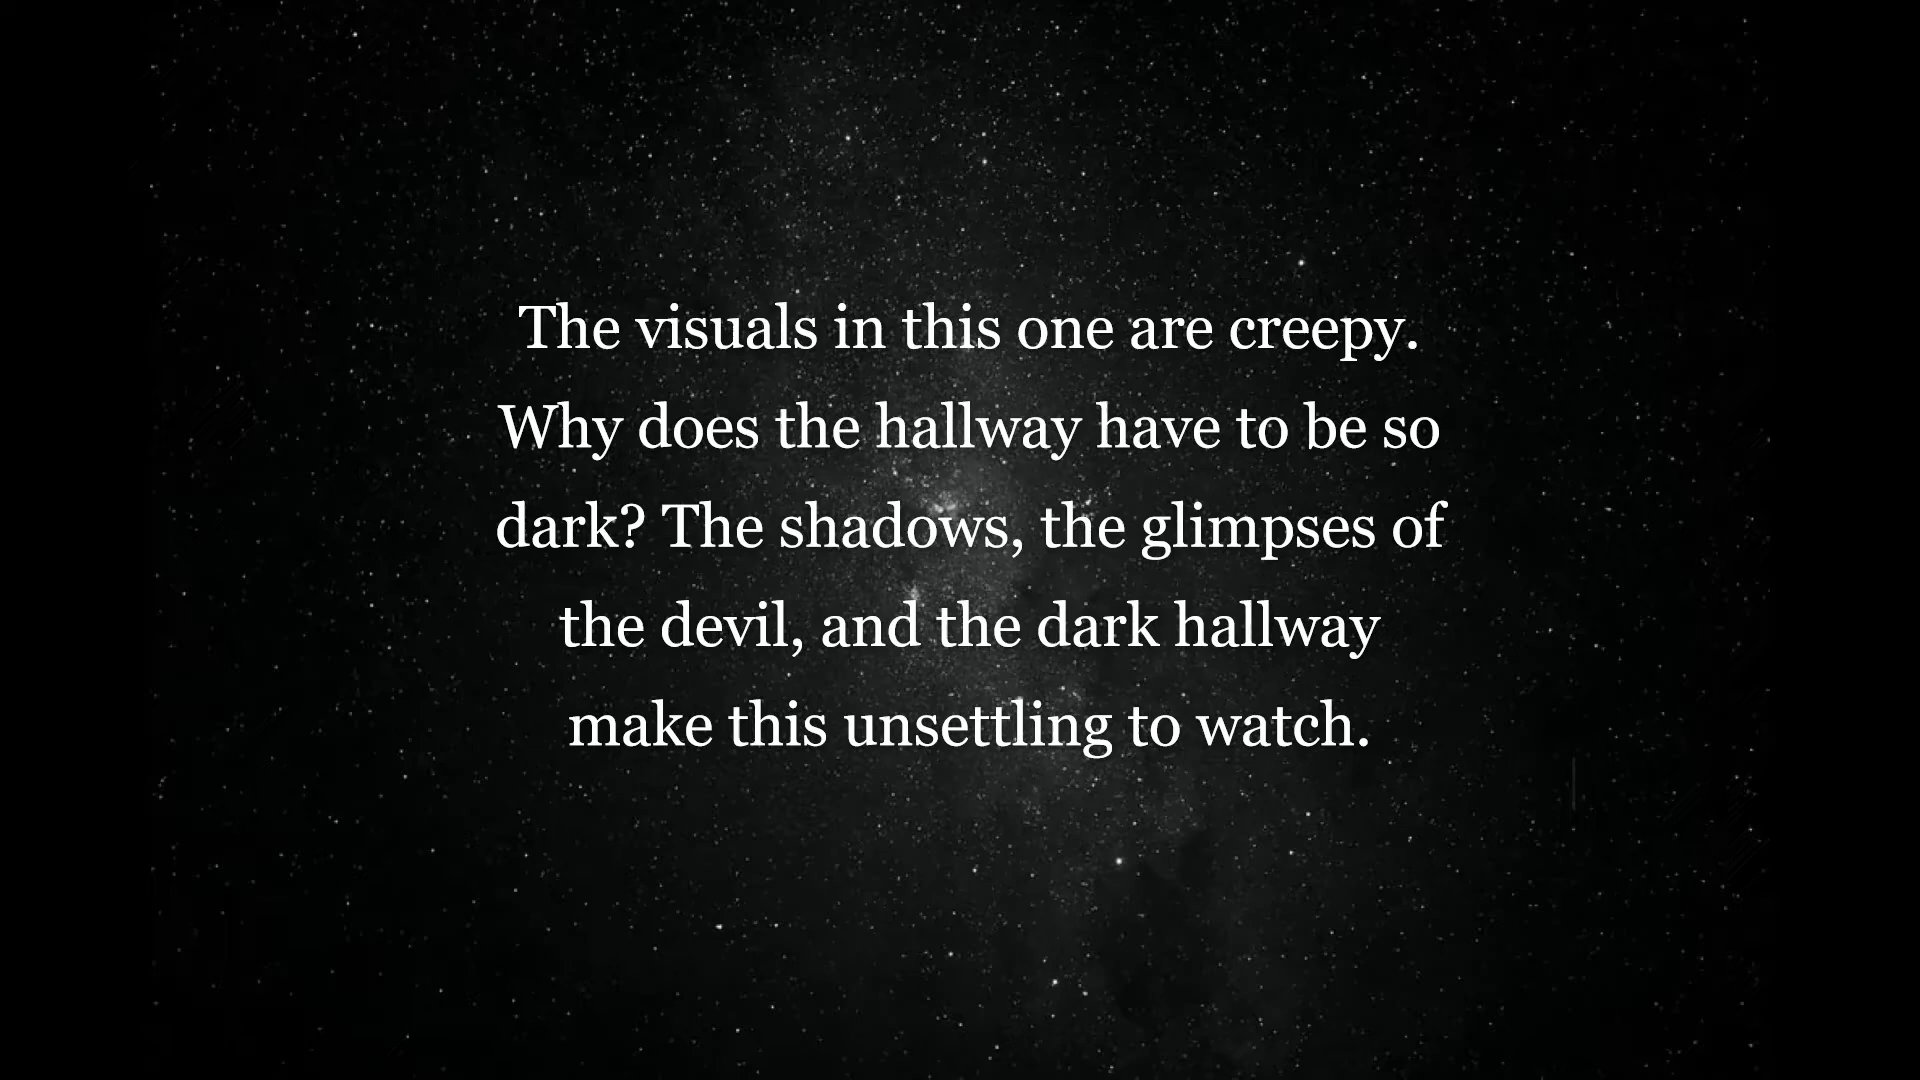 The visuals in this one are creepy.
Why does the hallway have to be so
dark? The shadows, the glimpses of
the devil, and the dark hallway
make this unsettling to watch.